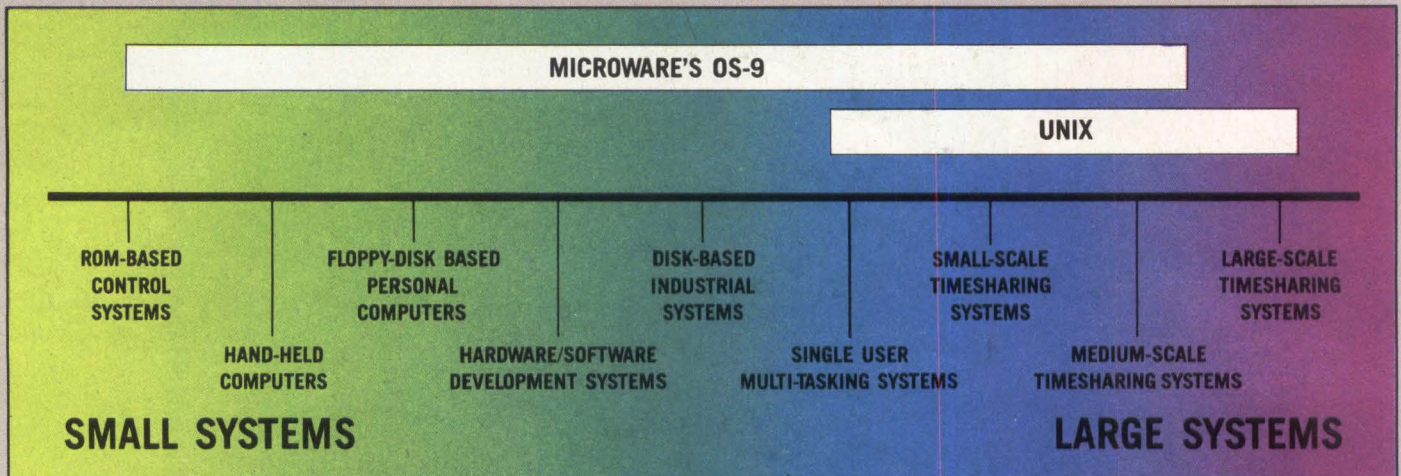 MICROWARE'S OS-9
UNIX
ROM-BASED
CONTROL
SYSTEMS
HAND-HELD
COMPUTERS
FLOPPY-DISK BASED
PERSONAL
COMPUTERS
HARDWARE/SOFTWARE
DEVELOPMENT SYSTEMS
DISK-BASED
INDUSTRIAL
SYSTEMS
SINGLE USER
MULTI-TASKING SYSTEMS
SMALL-SCALE
TIMESHARING
SYSTEMS
MEDIUM-SCALE
TIMESHARING SYSTEMS
LARGE-SCALE
TIMESHARING
SYSTEMS
SMALL SYSTEMS
LARGE SYSTEMS